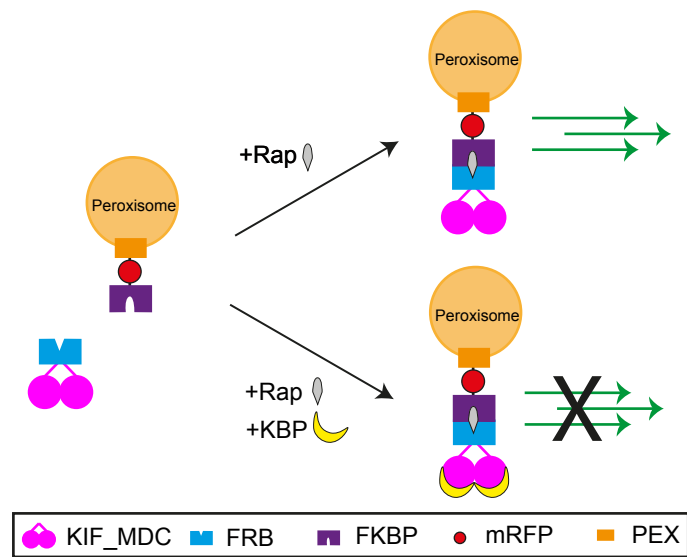 Peroxisome
+Rap
Peroxisome
Peroxisome
+Rap
+KBP
X
KIF_MDC FRB FKBP mRFP PEX